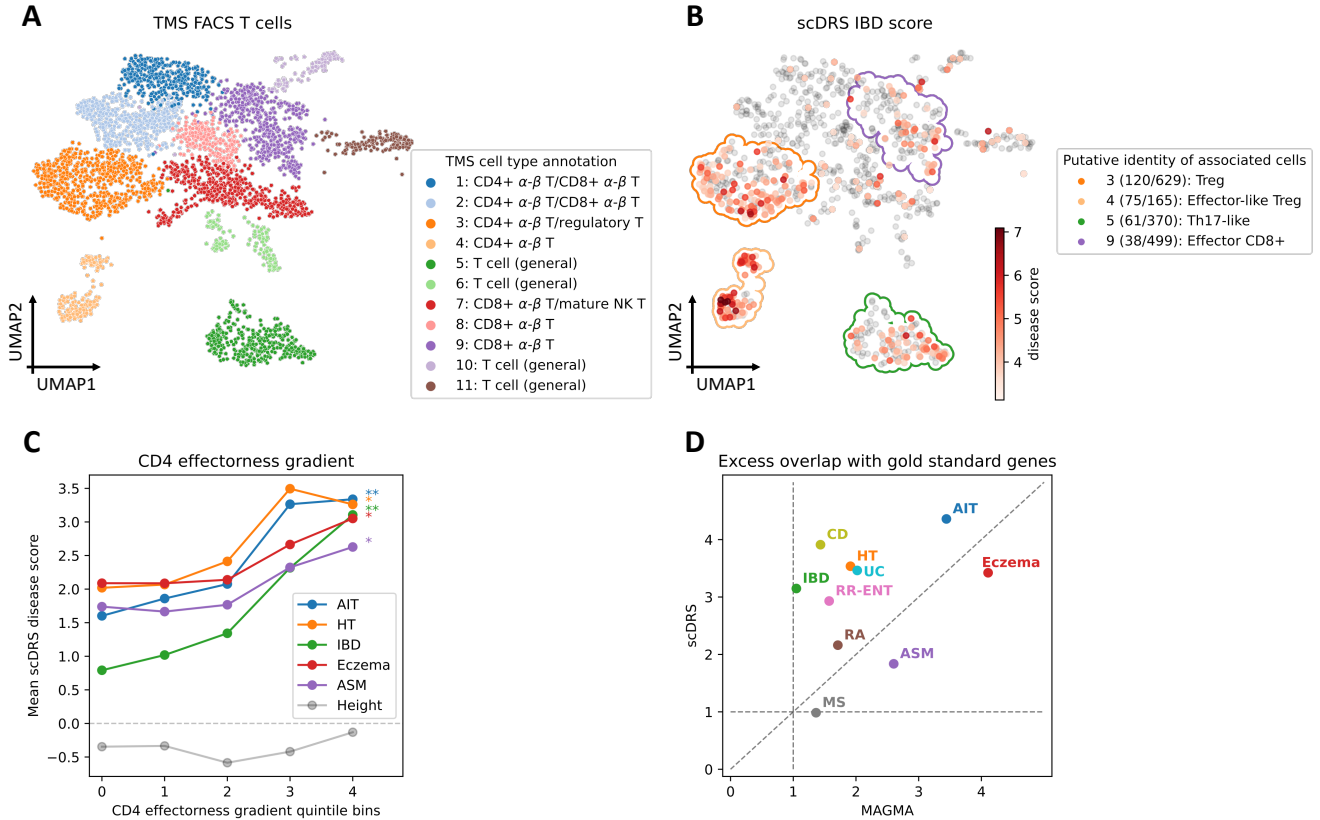 A
TMS FACS T cells
UMAP2
UMAP1
TMS cell type annotation
1: CD4+ α-β T/CD8+ α-β T
2: CD4+ α-β T/CD8+ α-β T
3: CD4+ α-β T/regulatory T
4: CD4+ α-β T
5: T cell (general)
6: T cell (general)
7: CD8+ α-β T/mature NK T
8: CD8+ α-β T
9: CD8+ α-β T
10: T cell (general)
11: T cell (general)
B
scDRS IBD score
UMAP2
UMAP1
7
6
5
4
disease score
Putative identity of associated cells
3 (120/629): Treg
4 (75/165): Effector-like Treg
5 (61/370): Th17-like
9 (38/499): Effector CD8+
C
CD4 effectorness gradient
Mean scDRS disease score
3.5
3.0
2.5
2.0
1.5
1.0
0.5
0.0
−0.5
**
*
**
*
*
AIT
HT
IBD
Eczema
ASM
Height
0 1 2 3 4
CD4 effectorness gradient quintile bins
D
Excess overlap with gold standard genes
scDRS
4
3
2
1
0
AIT
CD
HT
UC
Eczema
IBD
RR-ENT
RA
ASM
MS
0 1 2 3 4
MAGMA